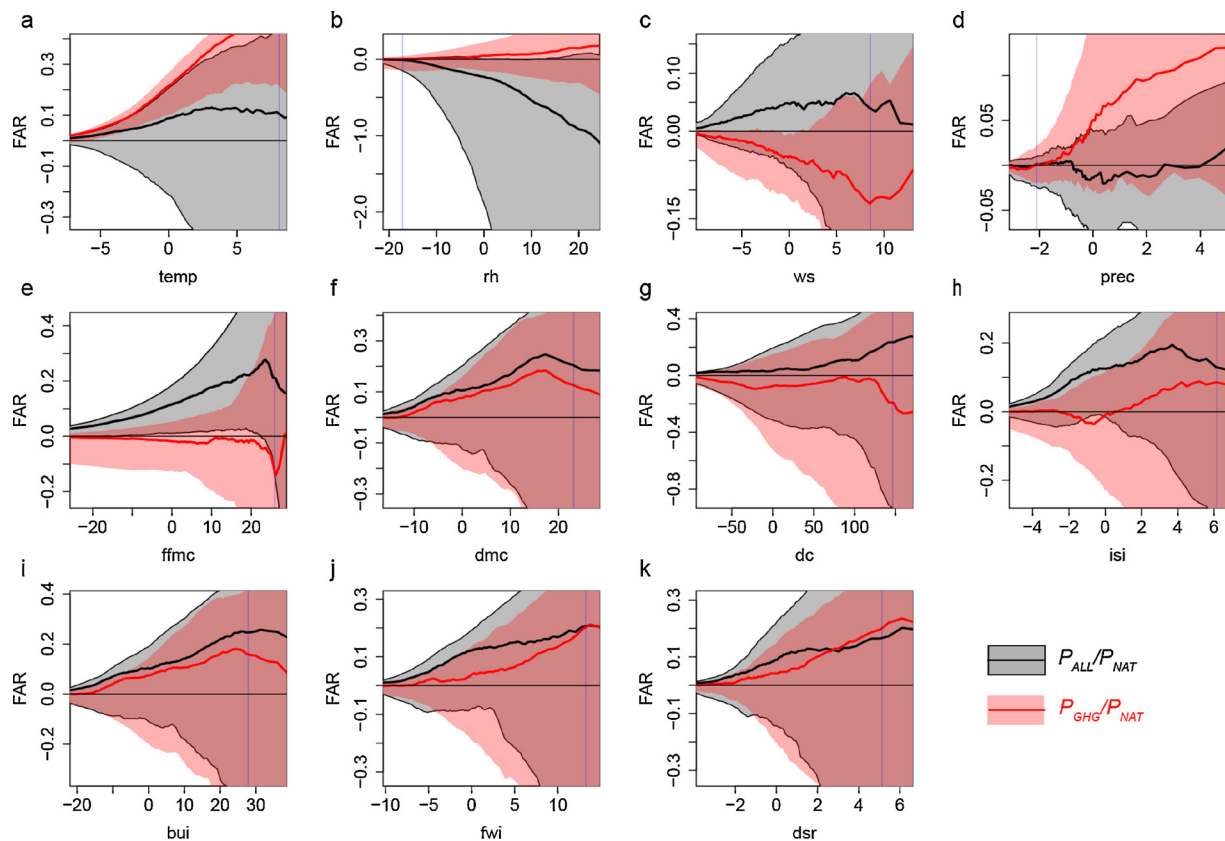 a
b
c
d
FAR
0.3
0.1
−0.1
−0.3
−5
0
5
temp
FAR
0.0
−1.0
−2.0
−20
−10
0
10
20
rh
FAR
0.10
0.00
−0.15
−5
0
5
10
ws
FAR
0.05
−0.05
−2
0
2
4
prec
e
f
g
h
FAR
0.4
0.2
0.0
−0.2
−20
0
10
20
ffmc
FAR
0.3
0.1
−0.1
−0.3
−10
0
10
20
dmc
FAR
0.4
0.0
−0.4
−0.9
−50
0
50
100
dc
FAR
0.2
0.0
−0.2
−4
−2
0
2
4
6
isi
i
j
k
FAR
0.4
0.2
0.0
−0.2
−20
0
10
20
30
bui
FAR
0.3
0.1
−0.1
−0.3
−10
−5
0
5
10
fwi
FAR
0.3
0.1
−0.1
−0.3
−2
0
2
4
6
dsr
P_ALL/P_NAT
P_GHG/P_NAT